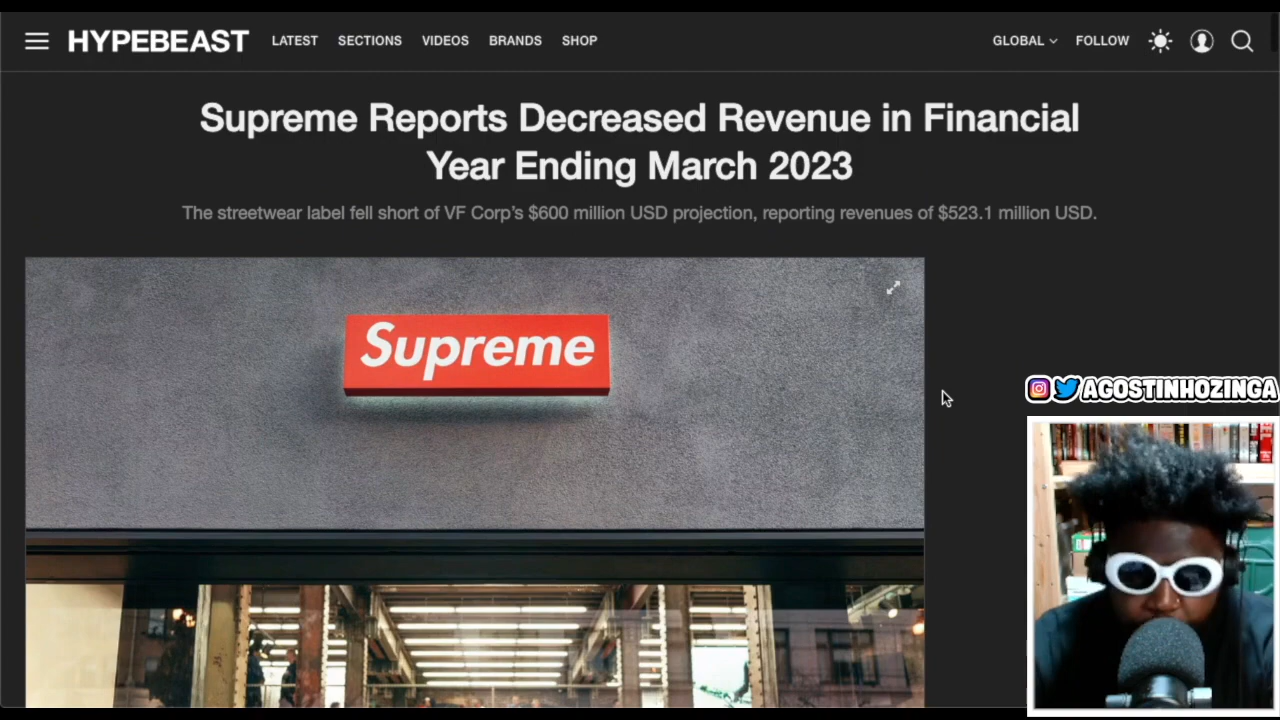 HYPEBEAST LATEST SECTIONS VIDEOS BRANDS SHOP GLOBAL FOLLOW
Supreme Reports Decreased Revenue in Financial
Year Ending March 2023
The streetwear label fell short of VF Corp's $600 million USD projection, reporting revenues of $523.1 million USD.
Supreme
AGOSTINHOZINGA